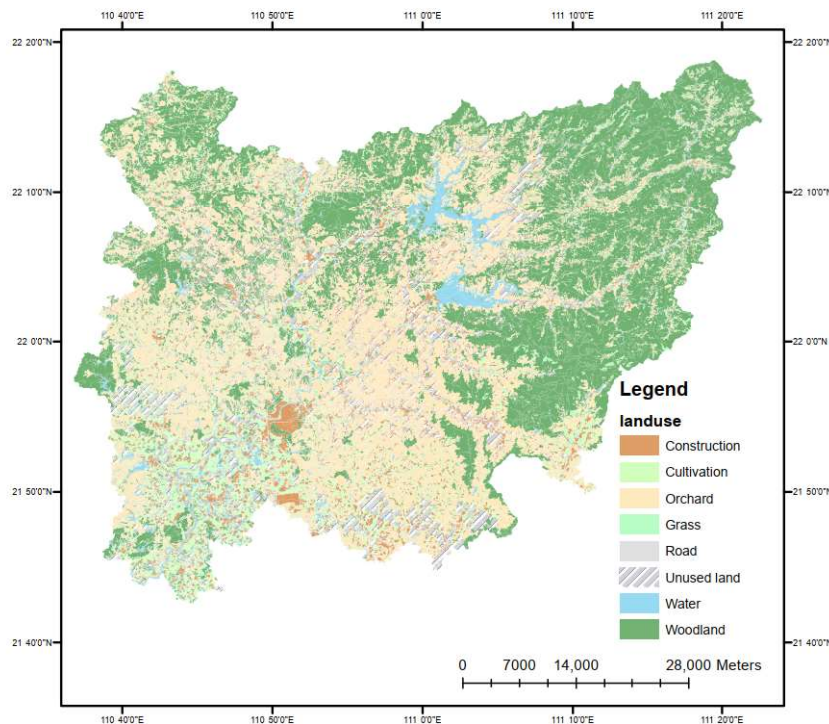 110 40'0"E 110 50'0"E 111 0'0"E 111 10'0"E 111 20'0"E
22 20'0"N 22 20'0"N
22 10'0"N 22 10'0"N
22 0'0"N 22 0'0"N
Legend
landuse
Construction
Cultivation
Orchard
Grass
Road
Unused land
Water
Woodland
21 50'0"N 21 50'0"N
21 40'0"N 21 40'0"N
0 7000 14,000 28,000 Meters
110 40'0"E 110 50'0"E 111 0'0"E 111 10'0"E 111 20'0"E